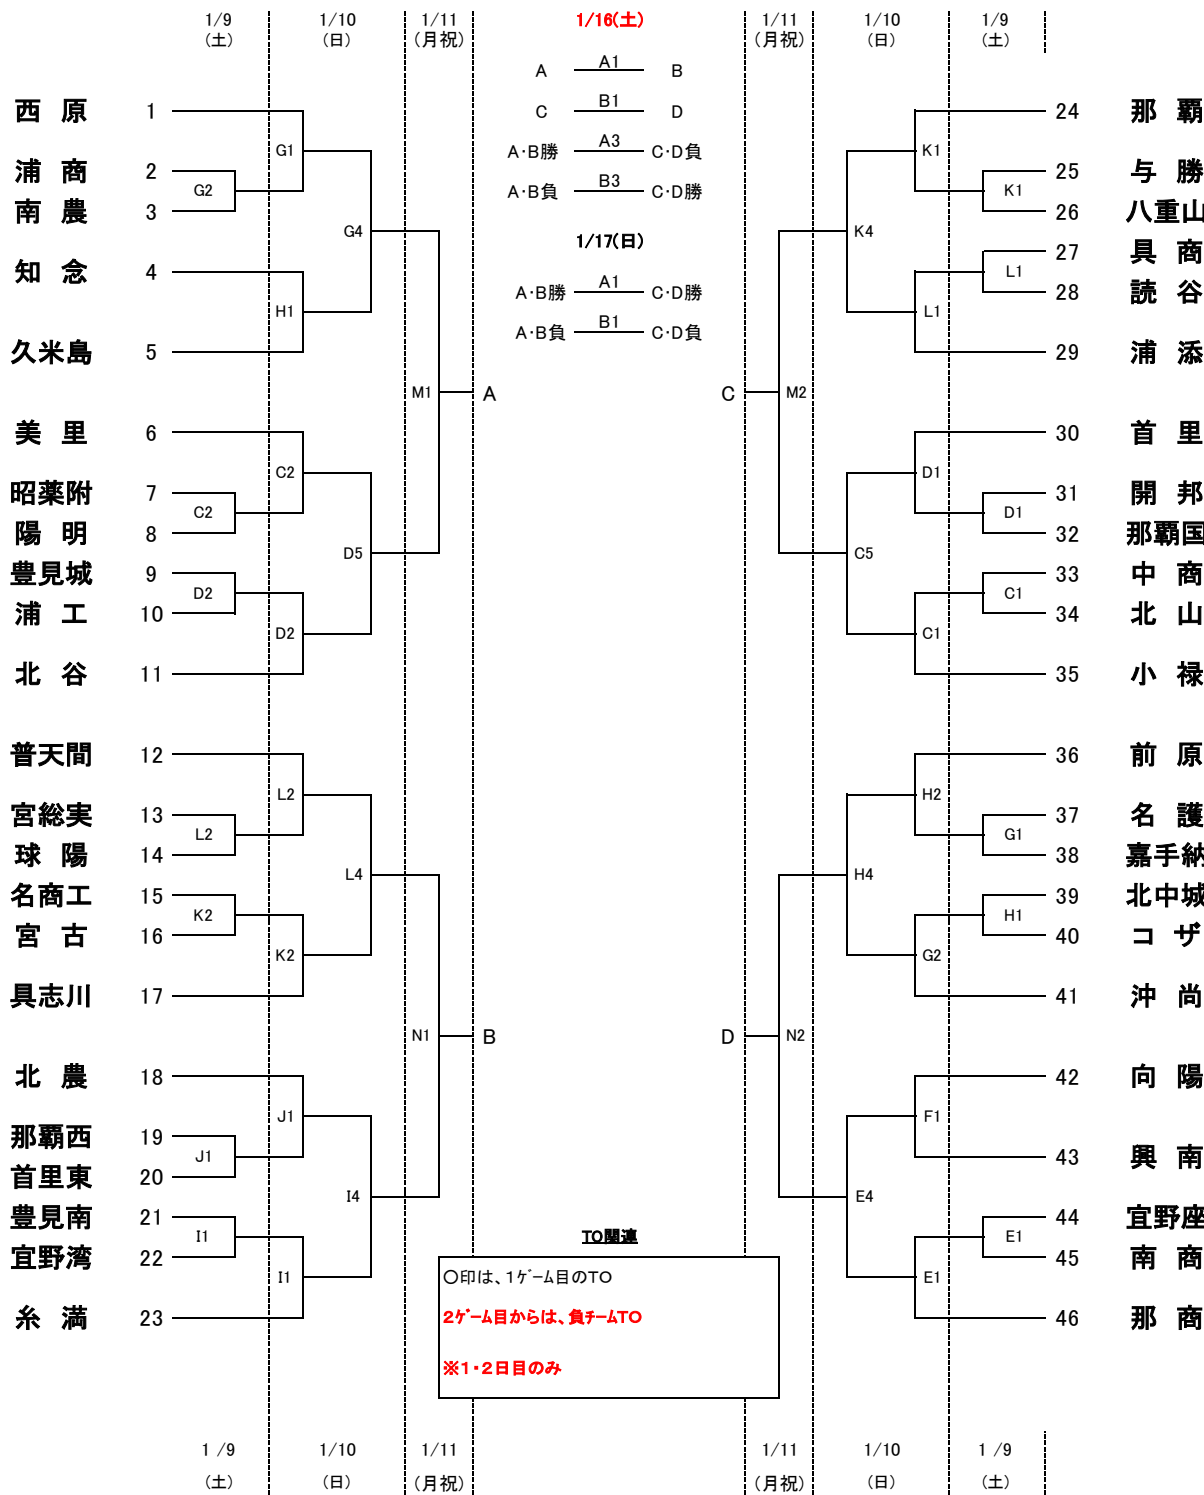 1/9 1/10 1/11 1/16(土) 1/11 1/10 1/9
(土) (日) (月祝) (月祝) (日) (土)
A A1 B
C B1 D
A・B勝 A3 C・D負
A・B負 B3 C・D勝
1/17(日)
A・B勝 A1 C・D勝
A・B負 B1 C・D負
西 原 1
G1
浦 商 2
G2
南 農 3
G4
知 念 4
H1
久米島 5
M1 A
美 里 6
C2
昭薬附 7
C2
陽 明 8
D5
豊見城 9
D2
浦 工 10
D2
北 谷 11
普天間 12
L2
宮総実 13
L2
球 陽 14
L4
名商工 15
K2
宮 古 16
K2
具志川 17
N1 B
北 農 18
J1
那覇西 19
J1
首里東 20
I4
豊見南 21
I1
宜野湾 22
I1
糸 満 23
24 那 覇
K1
25 与 勝
K1
26 八重山
K4
27 具 商
L1
28 読 谷
L1
29 浦 添
C M2
30 首 里
D1
31 開 邦
D1
32 那覇国
C5
33 中 商
C1
34 北 山
C1
35 小 禄
36 前 原
H2
37 名 護
G1
38 嘉手納
H4
39 北中城
H1
40 コ ザ
G2
41 沖 尚
D N2
42 向 陽
F1
43 興 南
E4
44 宜野座
E1
45 南 商
E1
46 那 商
TO関連
〇印は、1ゲーム目のTO
2ゲーム目からは、負チームTO
※1・2日目のみ
1 /9 1/10 1/11 1/11 1/10 1 /9
(土) (日) (月祝) (月祝) (日) (土)